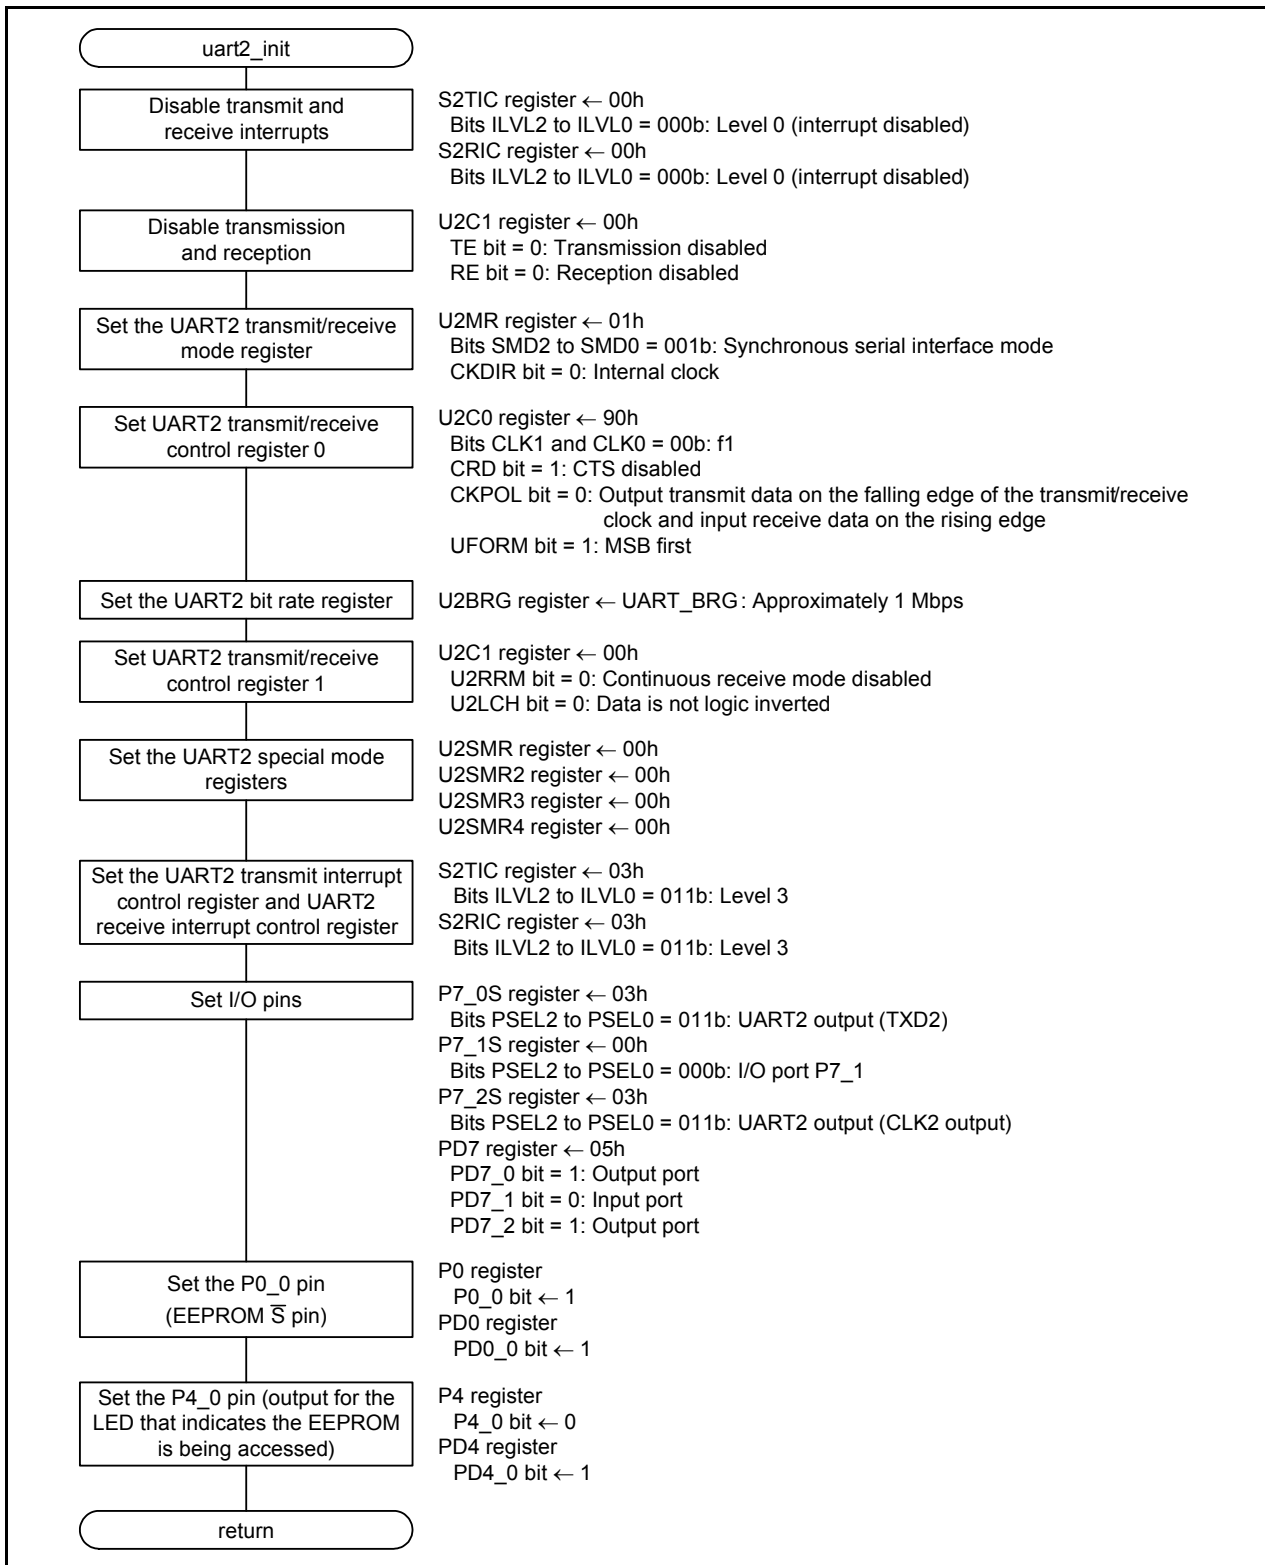 uart2_init
Disable transmit and
receive interrupts
S2TIC register ← 00h
Bits ILVL2 to ILVL0 = 000b: Level 0 (interrupt disabled)
S2RIC register ← 00h
Bits ILVL2 to ILVL0 = 000b: Level 0 (interrupt disabled)
Disable transmission
and reception
U2C1 register ← 00h
TE bit = 0: Transmission disabled
RE bit = 0: Reception disabled
Set the UART2 transmit/receive
mode register
U2MR register ← 01h
Bits SMD2 to SMD0 = 001b: Synchronous serial interface mode
CKDIR bit = 0: Internal clock
Set UART2 transmit/receive
control register 0
U2C0 register ← 90h
Bits CLK1 and CLK0 = 00b: f1
CRD bit = 1: CTS disabled
CKPOL bit = 0: Output transmit data on the falling edge of the transmit/receive
clock and input receive data on the rising edge
UFORM bit = 1: MSB first
Set the UART2 bit rate register
U2BRG register ← UART_BRG: Approximately 1 Mbps
Set UART2 transmit/receive
control register 1
U2C1 register ← 00h
U2RRM bit = 0: Continuous receive mode disabled
U2LCH bit = 0: Data is not logic inverted
Set the UART2 special mode
registers
U2SMR register ← 00h
U2SMR2 register ← 00h
U2SMR3 register ← 00h
U2SMR4 register ← 00h
Set the UART2 transmit interrupt
control register and UART2
receive interrupt control register
S2TIC register ← 03h
Bits ILVL2 to ILVL0 = 011b: Level 3
S2RIC register ← 03h
Bits ILVL2 to ILVL0 = 011b: Level 3
Set I/O pins
P7_0S register ← 03h
Bits PSEL2 to PSEL0 = 011b: UART2 output (TXD2)
P7_1S register ← 00h
Bits PSEL2 to PSEL0 = 000b: I/O port P7_1
P7_2S register ← 03h
Bits PSEL2 to PSEL0 = 011b: UART2 output (CLK2 output)
PD7 register ← 05h
PD7_0 bit = 1: Output port
PD7_1 bit = 0: Input port
PD7_2 bit = 1: Output port
Set the P0_0 pin
(EEPROM S̅ pin)
P0 register
P0_0 bit ← 1
PD0 register
PD0_0 bit ← 1
Set the P4_0 pin (output for the
LED that indicates the EEPROM
is being accessed)
P4 register
P4_0 bit ← 0
PD4 register
PD4_0 bit ← 1
return